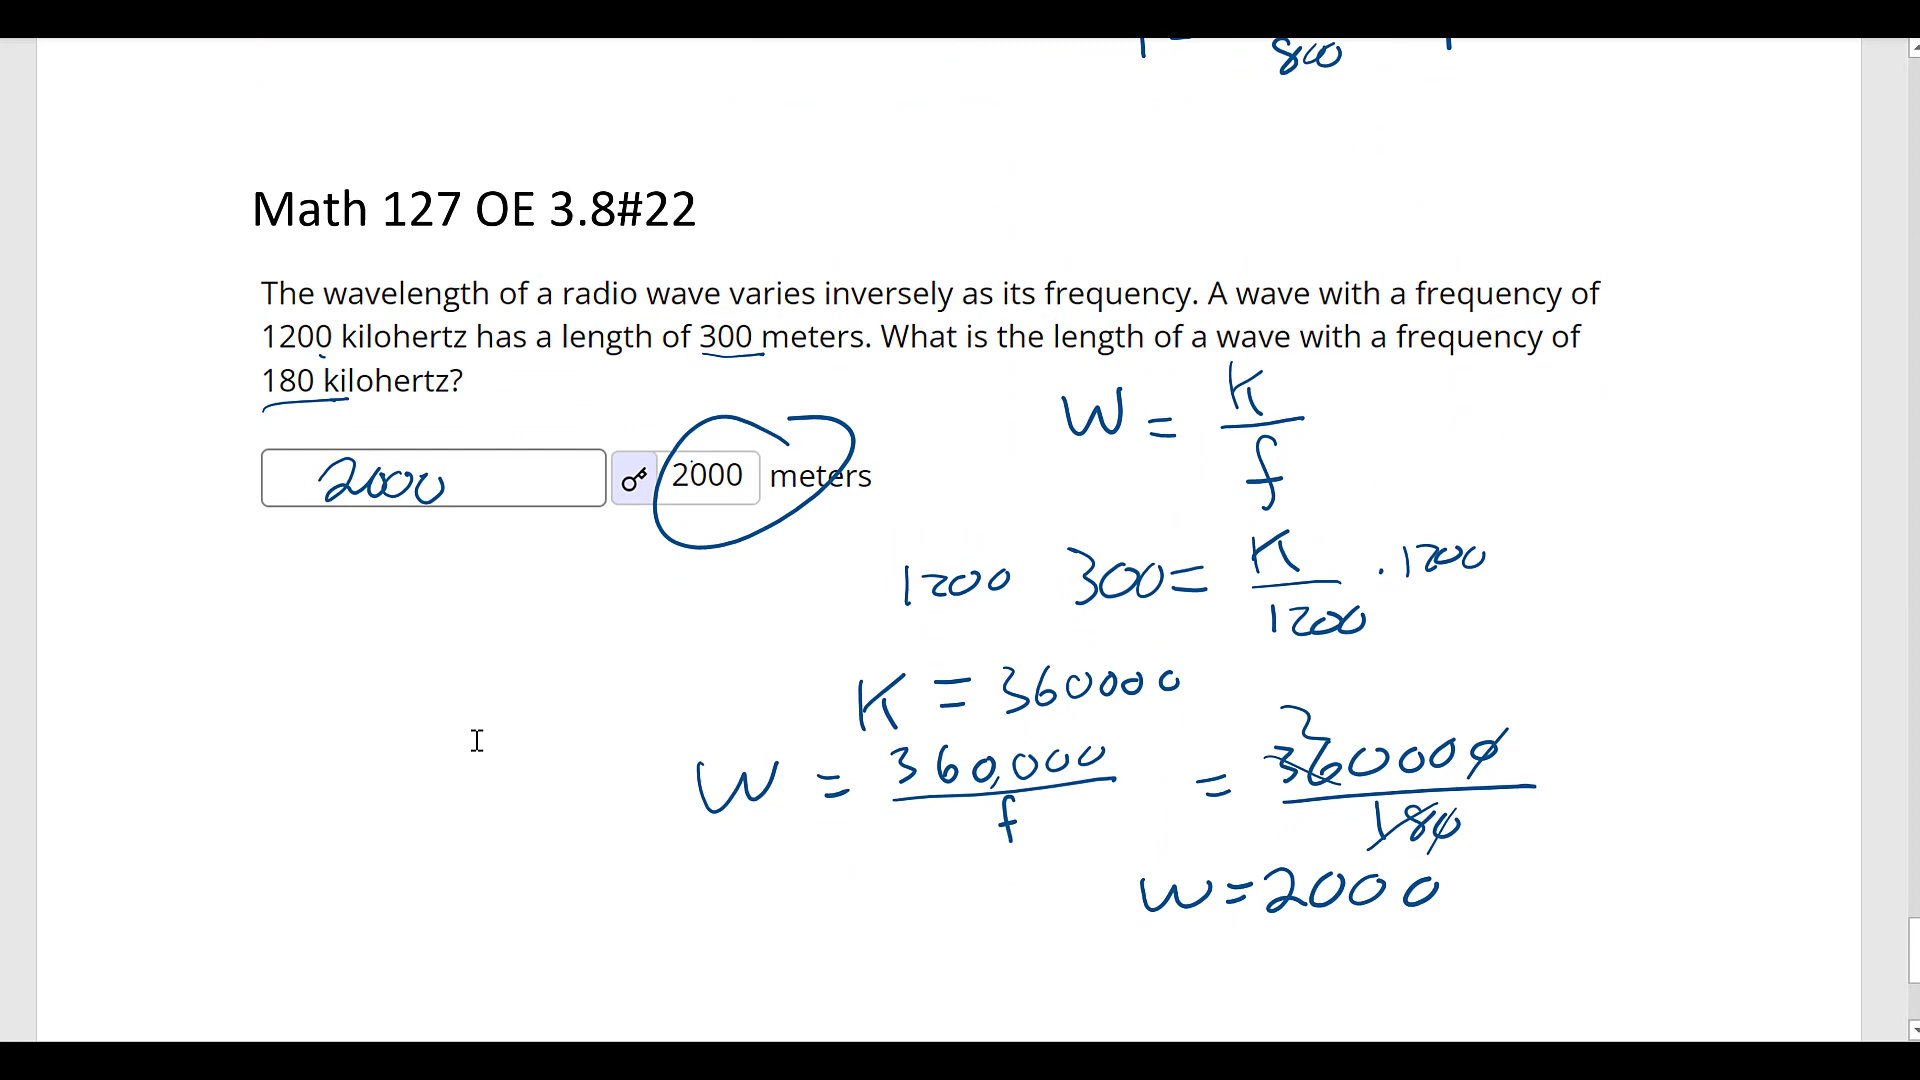 800
Math 127 OE 3.8#22
The wavelength of a radio wave varies inversely as its frequency. A wave with a frequency of
1200 kilohertz has a length of 300 meters. What is the length of a wave with a frequency of
180 kilohertz?
W = K / f
2000 2000 meters
1200 300 = K / 1200 · 1200
K = 360000
W = 360,000 / f = 2 360000 / 180
W = 2000